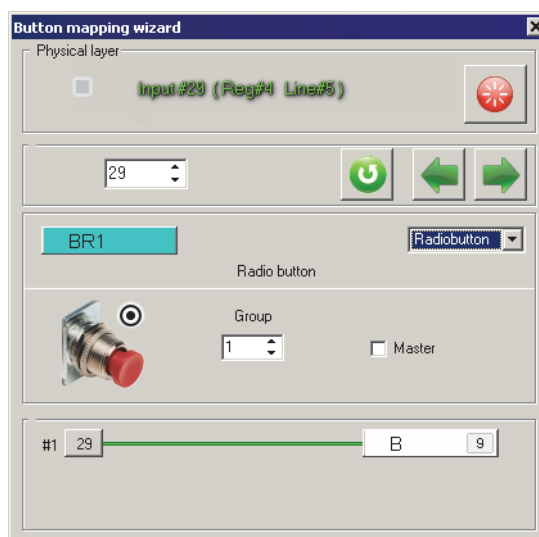 Button mapping wizard
Physical layer
Input#29 (Reg#4 Line#5)
29
BR1
Radiobutton
Radio button
Group
1
Master
#1 29 B 9